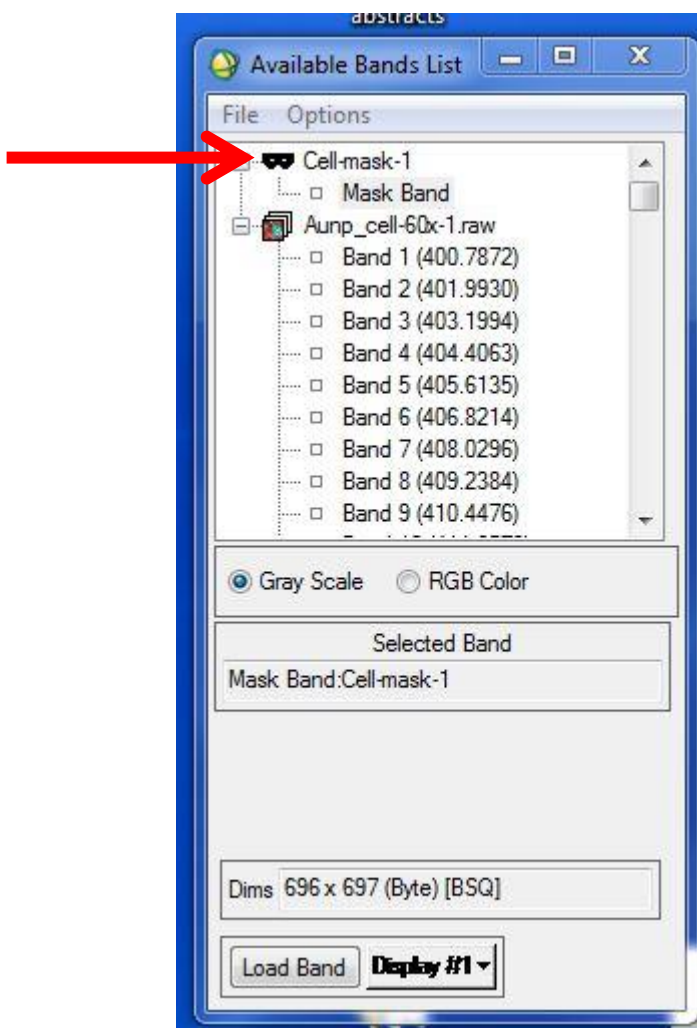 abstracts
Available Bands List
File Options
Cell-mask-1
Mask Band
Aunp_cell-60x-1.raw
Band 1 (400.7872)
Band 2 (401.9930)
Band 3 (403.1994)
Band 4 (404.4063)
Band 5 (405.6135)
Band 6 (406.8214)
Band 7 (408.0296)
Band 8 (409.2384)
Band 9 (410.4476)
Gray Scale RGB Color
Selected Band
Mask Band:Cell-mask-1
Dims 696 x 697 (Byte) [BSQ]
Load Band Display #1